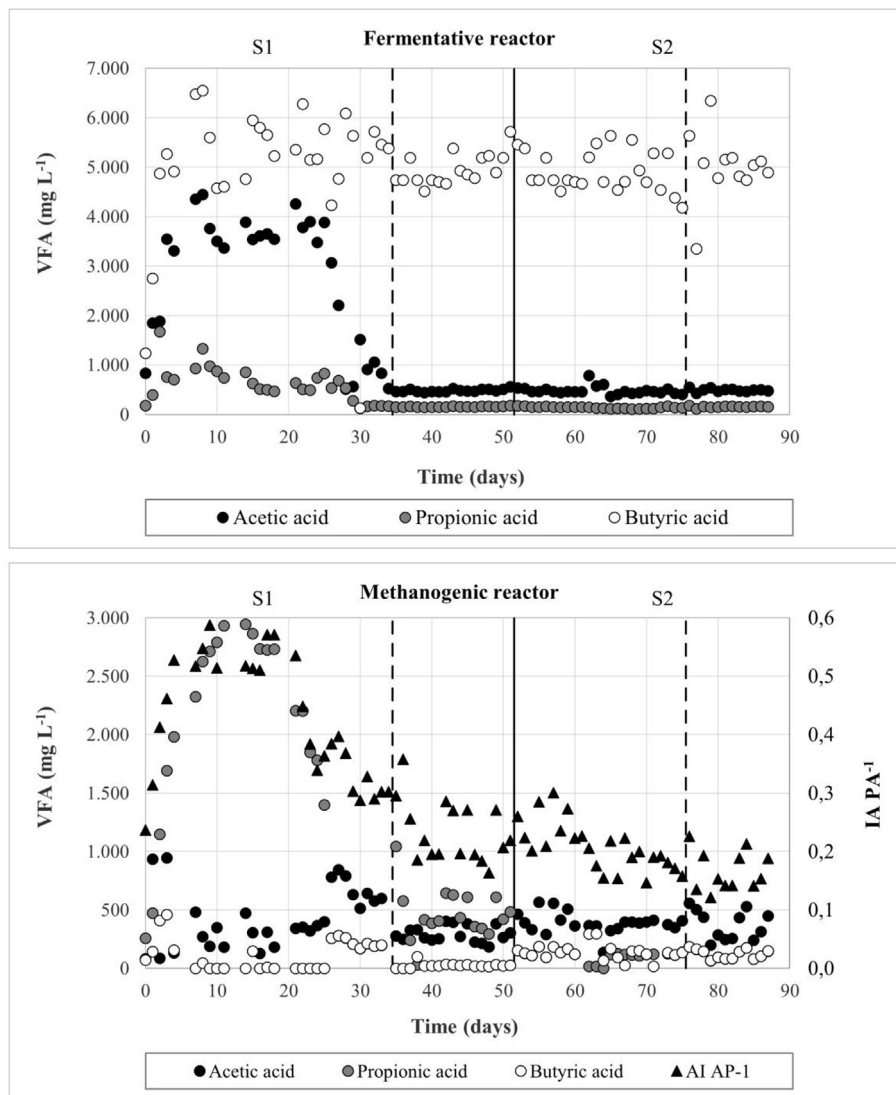 S1 Fermentative reactor S2
7.000
6.000
5.000
4.000
3.000
2.000
1.000
0
VFA (mg L⁻¹)
0 10 20 30 40 50 60 70 80 90
Time (days)
Acetic acid Propionic acid Butyric acid
Methanogenic reactor
S1 S2
3.000 0,6
2.500 0,5
2.000 0,4
1.500 0,3
1.000 0,2
500 0,1
0 0,0
VFA (mg L⁻¹)
IA PA⁻¹
0 10 20 30 40 50 60 70 80 90
Time (days)
Acetic acid Propionic acid Butyric acid AI AP-1